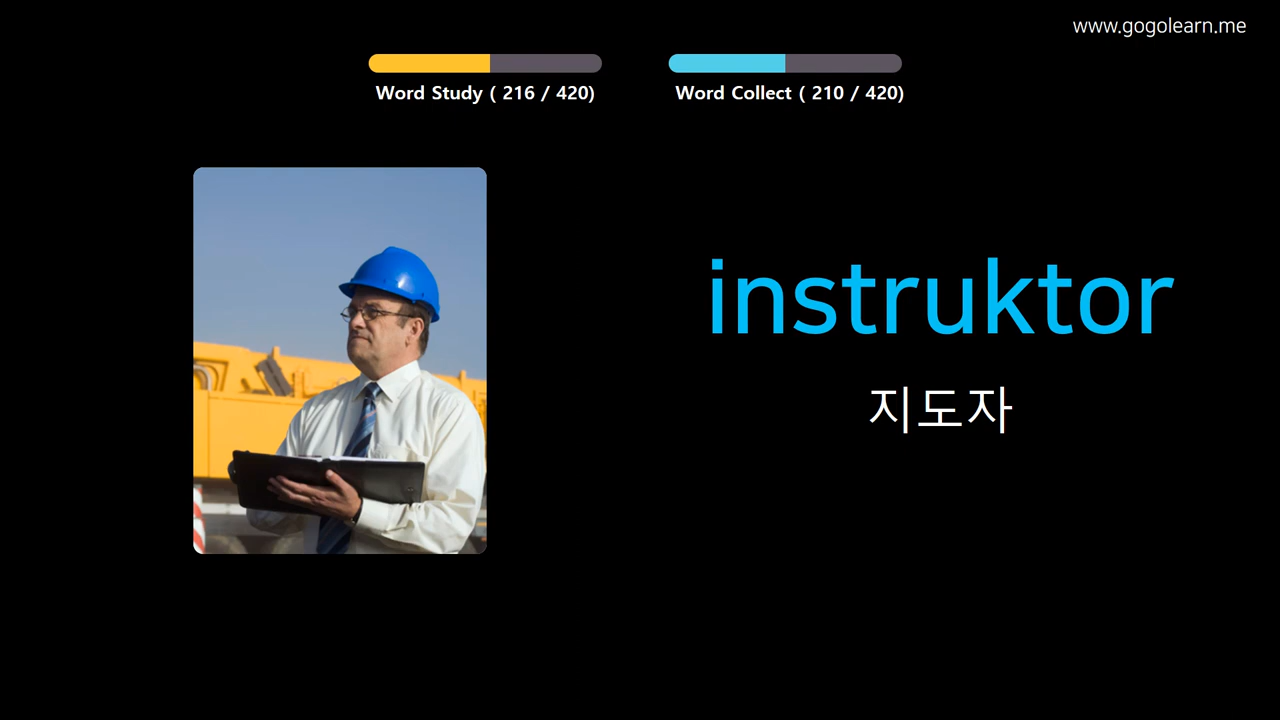 www.gogolearn.me
Word Study ( 216 / 420)
Word Collect ( 210 / 420)
instruktor
지도자